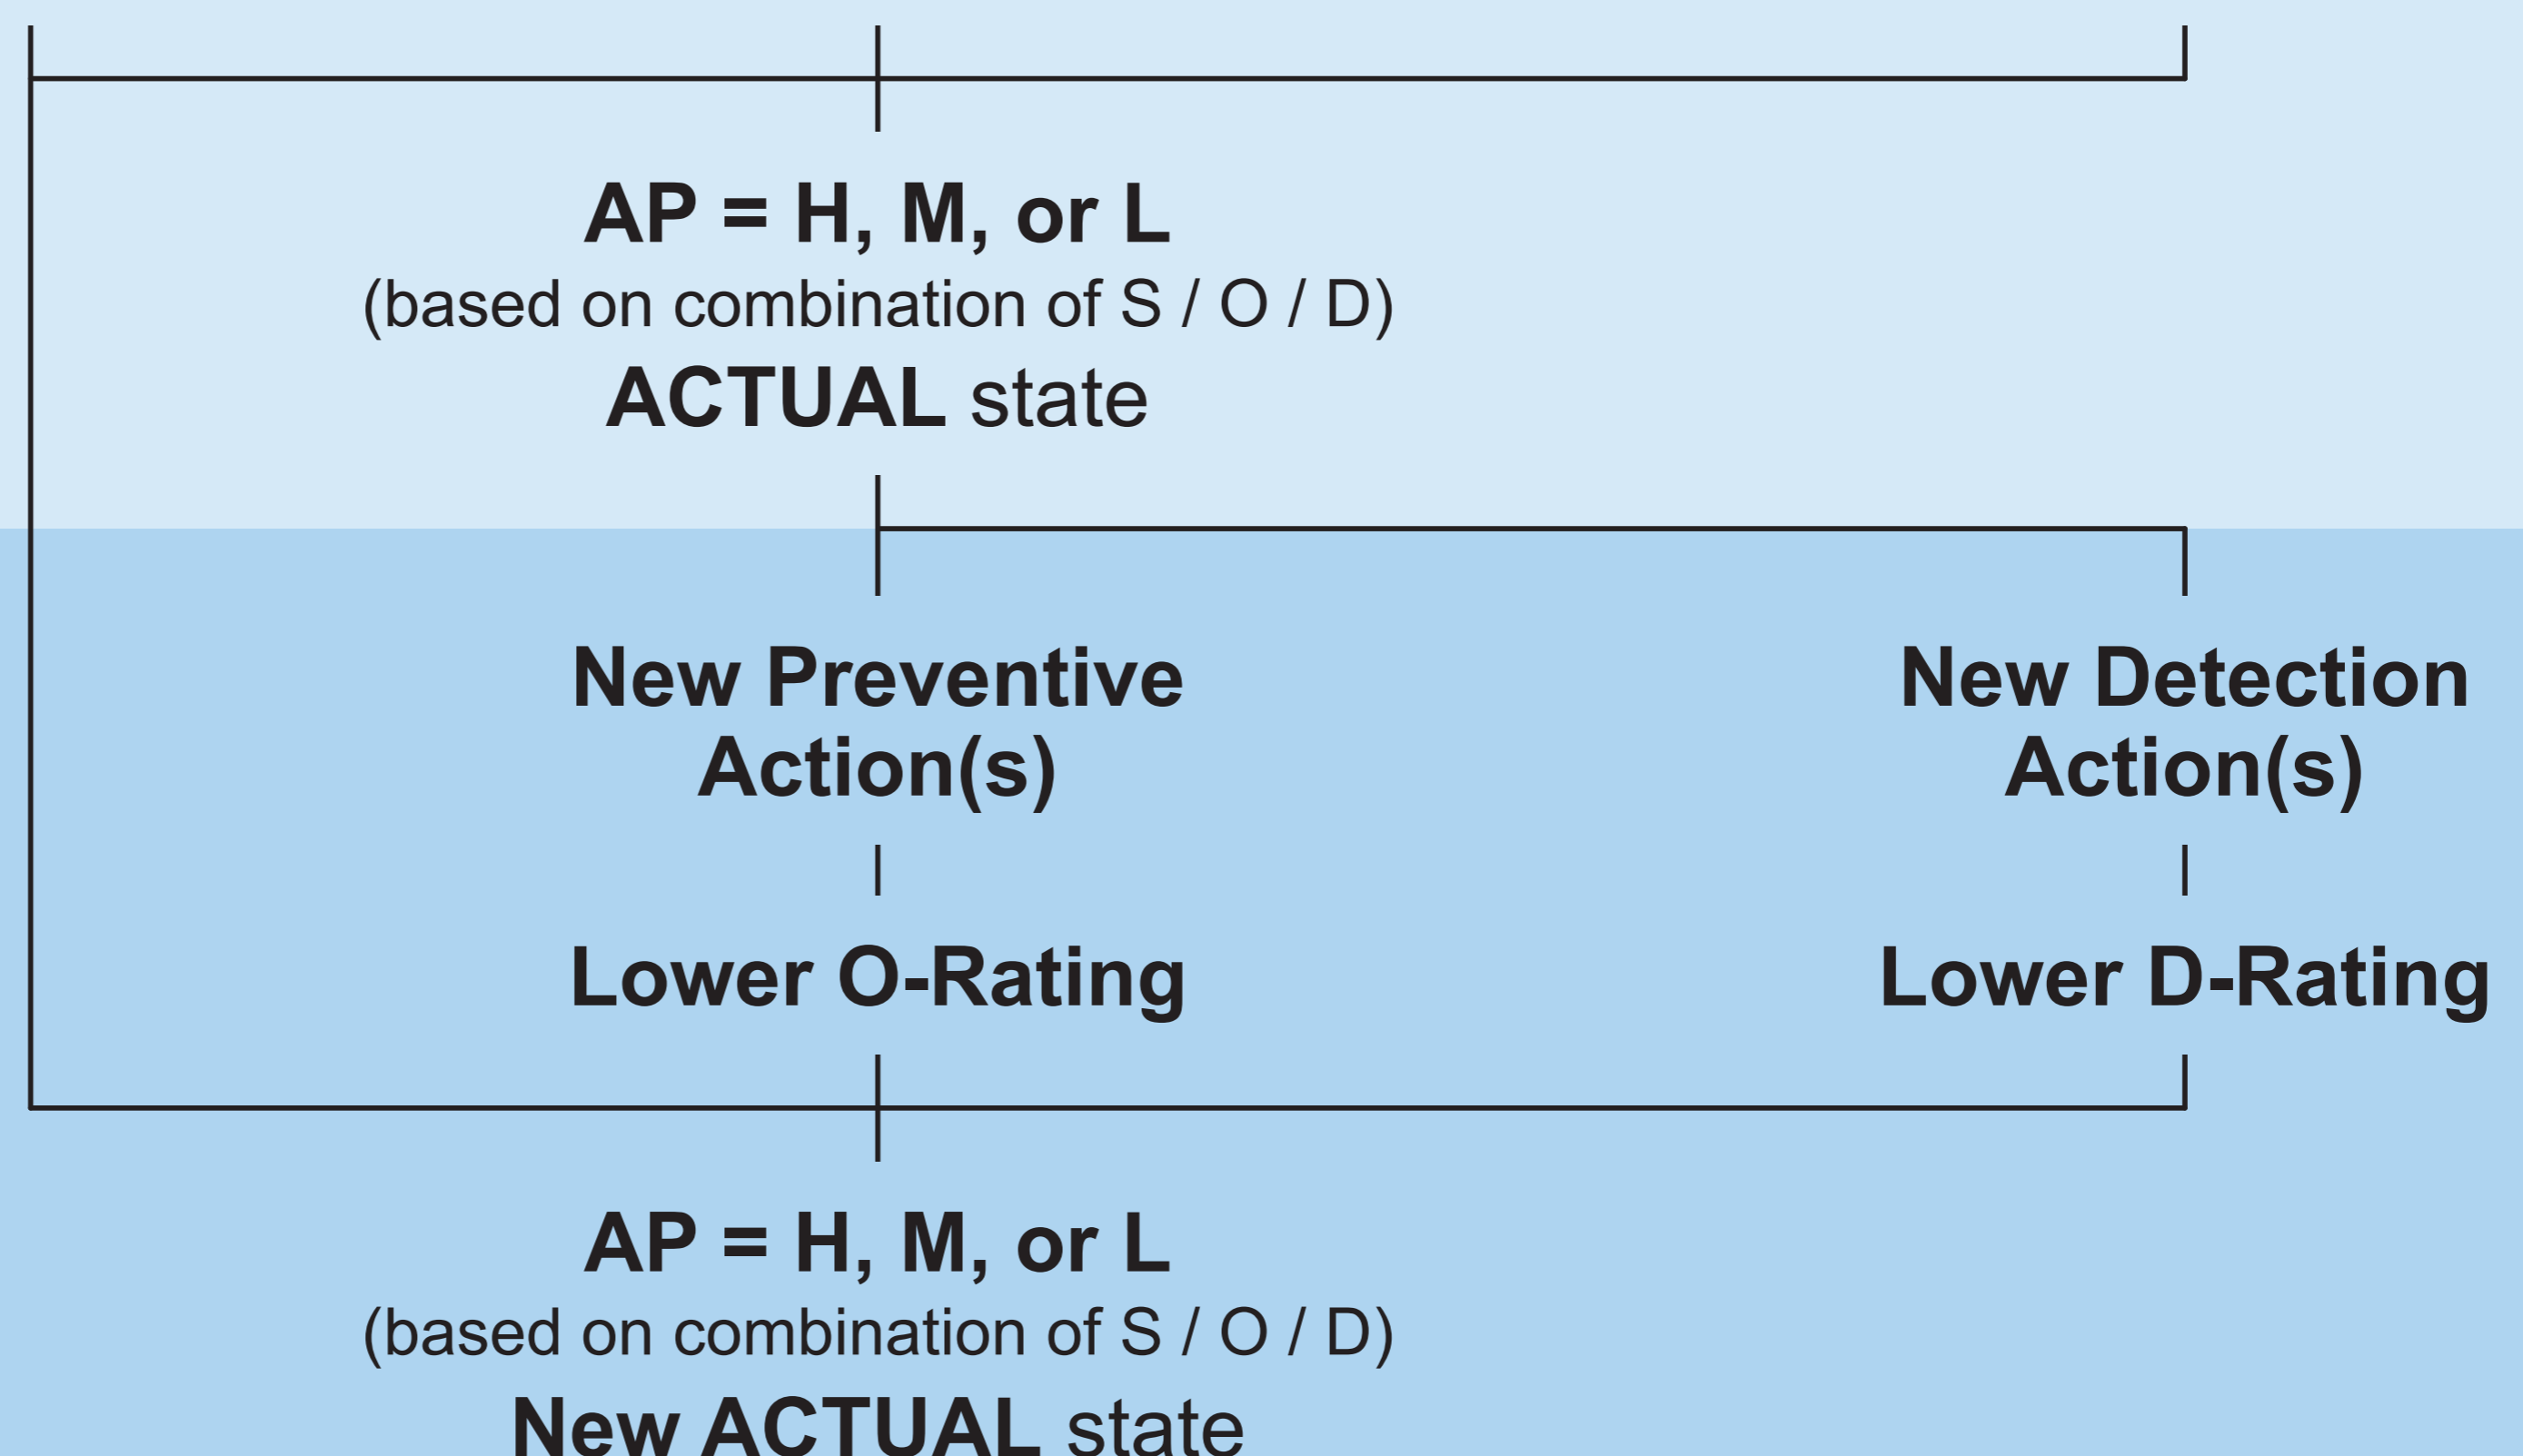 AP = H, M, or L
(based on combination of S / O / D)
ACTUAL state
New Preventive
Action(s)
New Detection
Action(s)
Lower O-Rating
Lower D-Rating
AP = H, M, or L
(based on combination of S / O / D)
New ACTUAL state